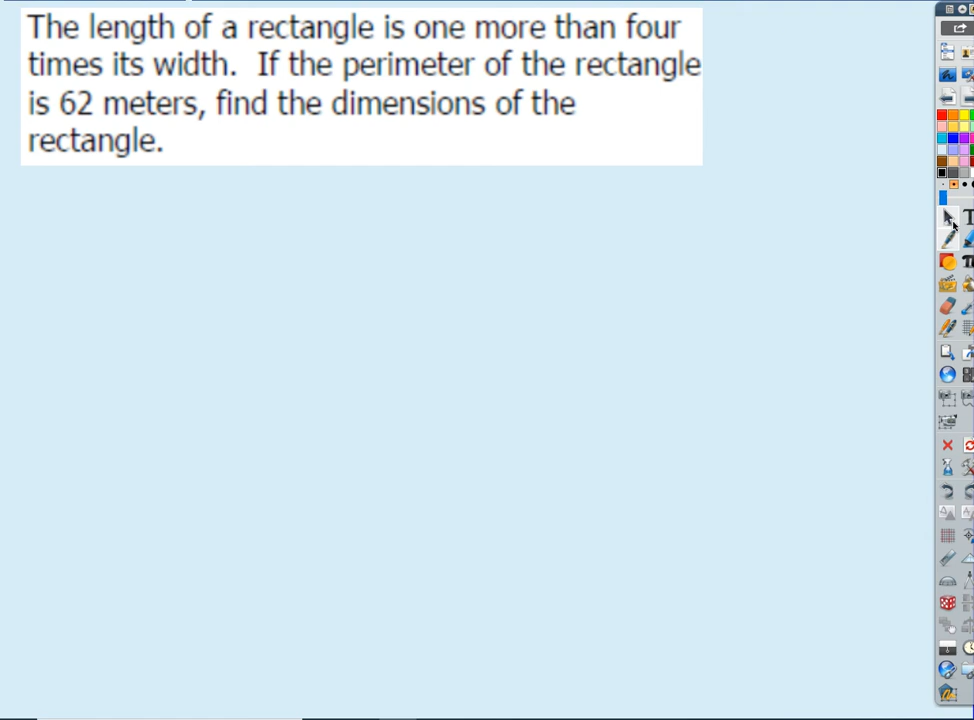 The length of a rectangle is one more than four
times its width. If the perimeter of the rectangle
is 62 meters, find the dimensions of the
rectangle.